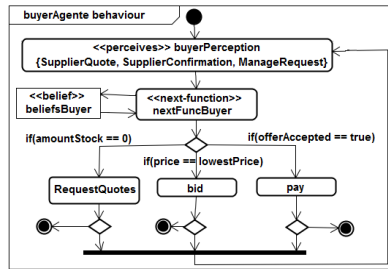 buyerAgente behaviour
<<perceives>> buyerPerception
{SupplierQuote, SupplierConfirmation, ManageRequest}
<<belief>>
beliefsBuyer
<<next-function>>
nextFuncBuyer
if(amountStock == 0)
if(offerAccepted == true)
if(price == lowestPrice)
RequestQuotes
bid
pay